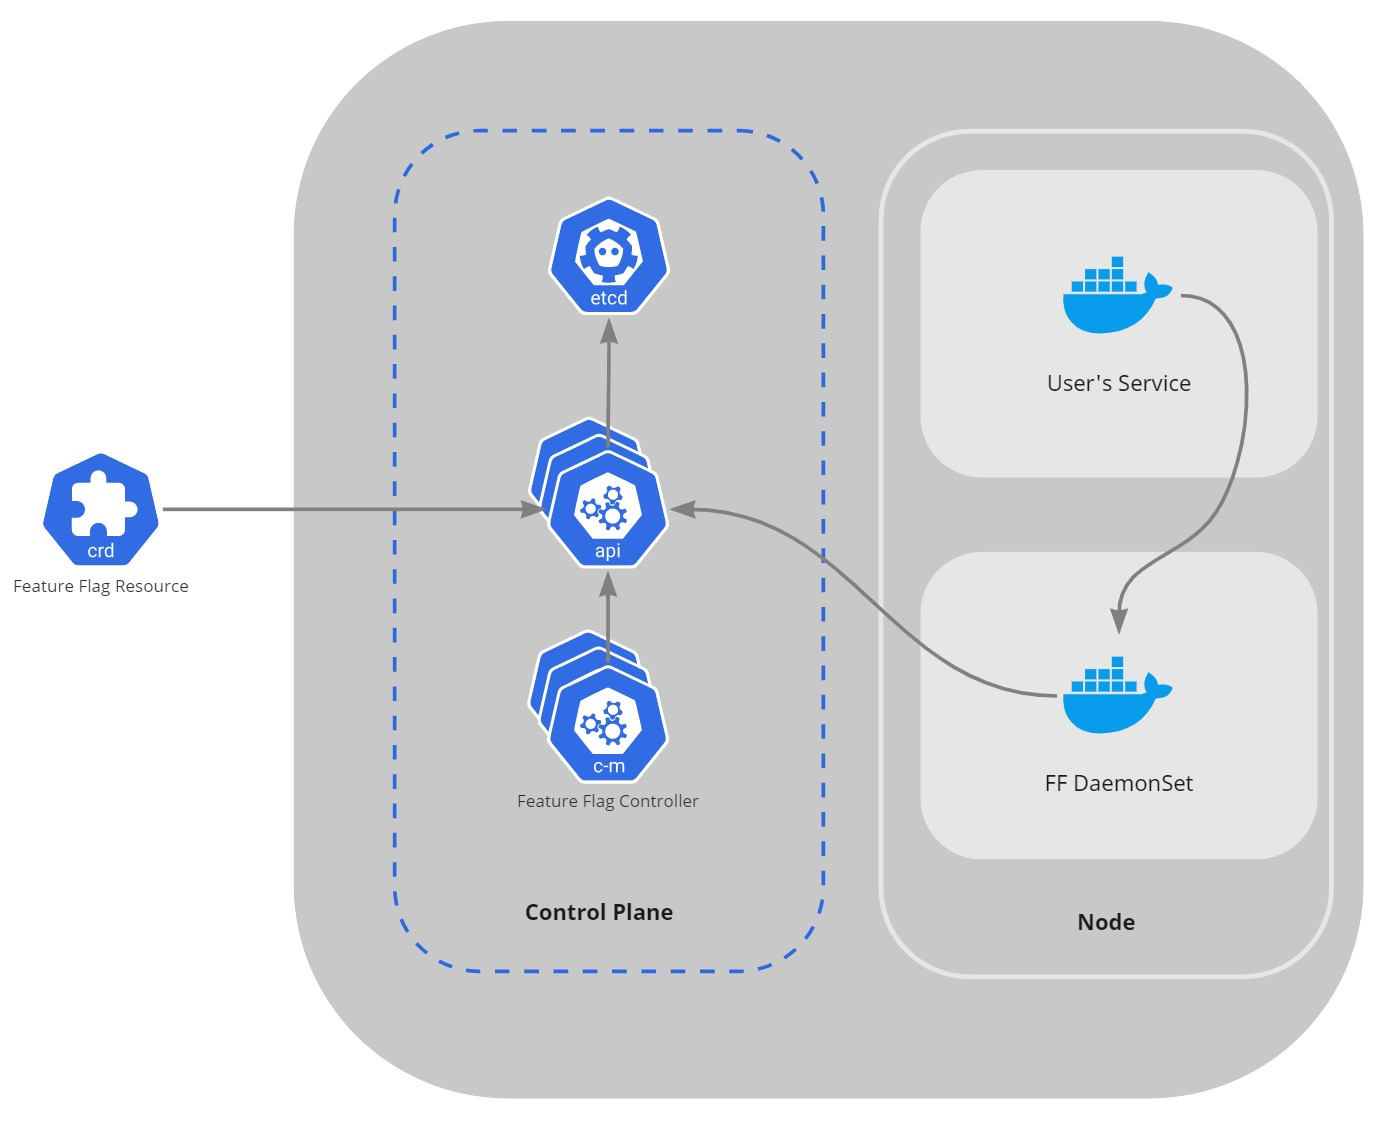 etcd
User's Service
crd
Feature Flag Resource
api
c-m
Feature Flag Controller
FF DaemonSet
Control Plane
Node